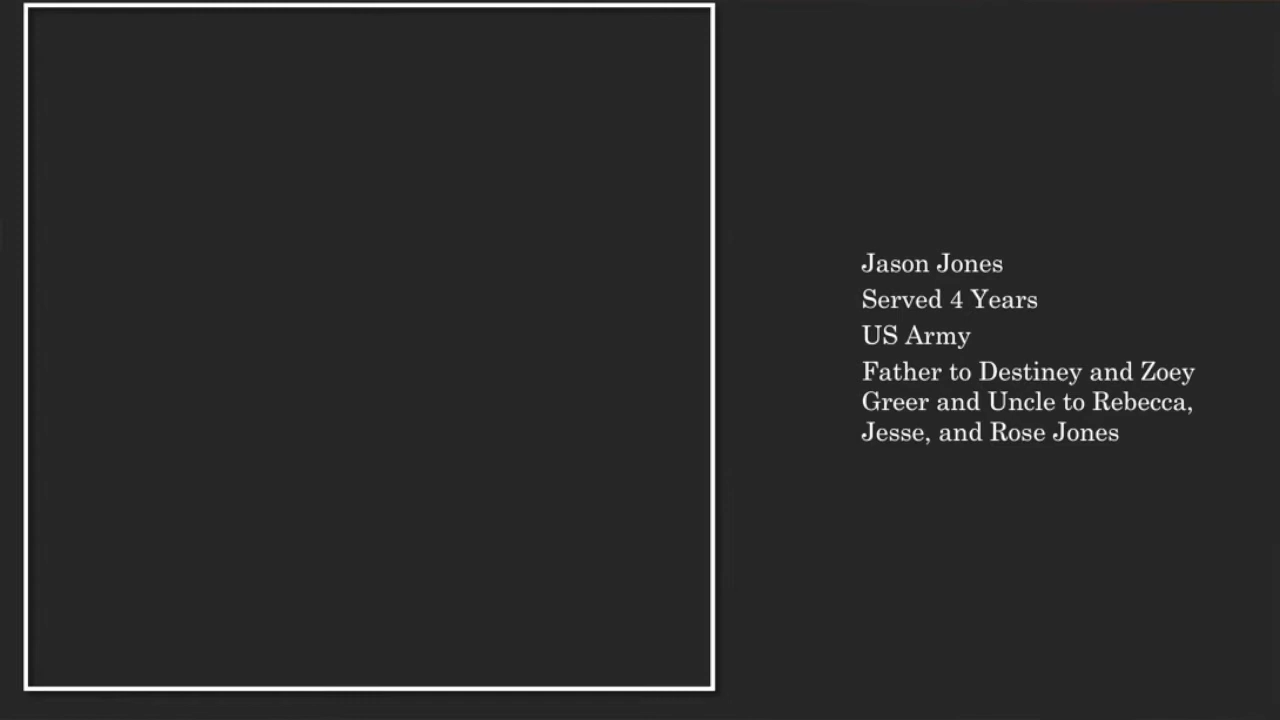 Jason Jones
Served 4 Years
US Army
Father to Destiney and Zoey
Greer and Uncle to Rebecca,
Jesse, and Rose Jones